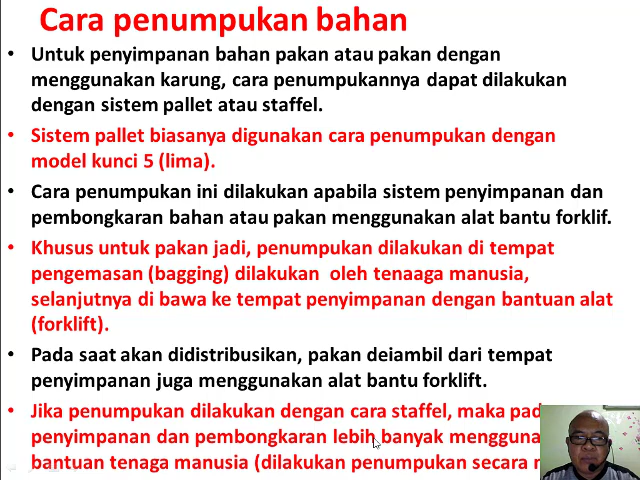 Cara penumpukan bahan
• Untuk penyimpanan bahan pakan atau pakan dengan
menggunakan karung, cara penumpukannya dapat dilakukan
dengan sistem pallet atau staffel.
• Sistem pallet biasanya digunakan cara penumpukan dengan
model kunci 5 (lima).
• Cara penumpukan ini dilakukan apabila sistem penyimpanan dan
pembongkaran bahan atau pakan menggunakan alat bantu forklif.
• Khusus untuk pakan jadi, penumpukan dilakukan di tempat
pengemasan (bagging) dilakukan oleh tenaaga manusia,
selanjutnya di bawa ke tempat penyimpanan dengan bantuan alat
(forklift).
• Pada saat akan didistribusikan, pakan deiambil dari tempat
penyimpanan juga menggunakan alat bantu forklift.
• Jika penumpukan dilakukan dengan cara staffel, maka
penyimpanan dan pembongkaran lebih banyak
bantuan tenaga manusia (dilakukan penumpukan secara